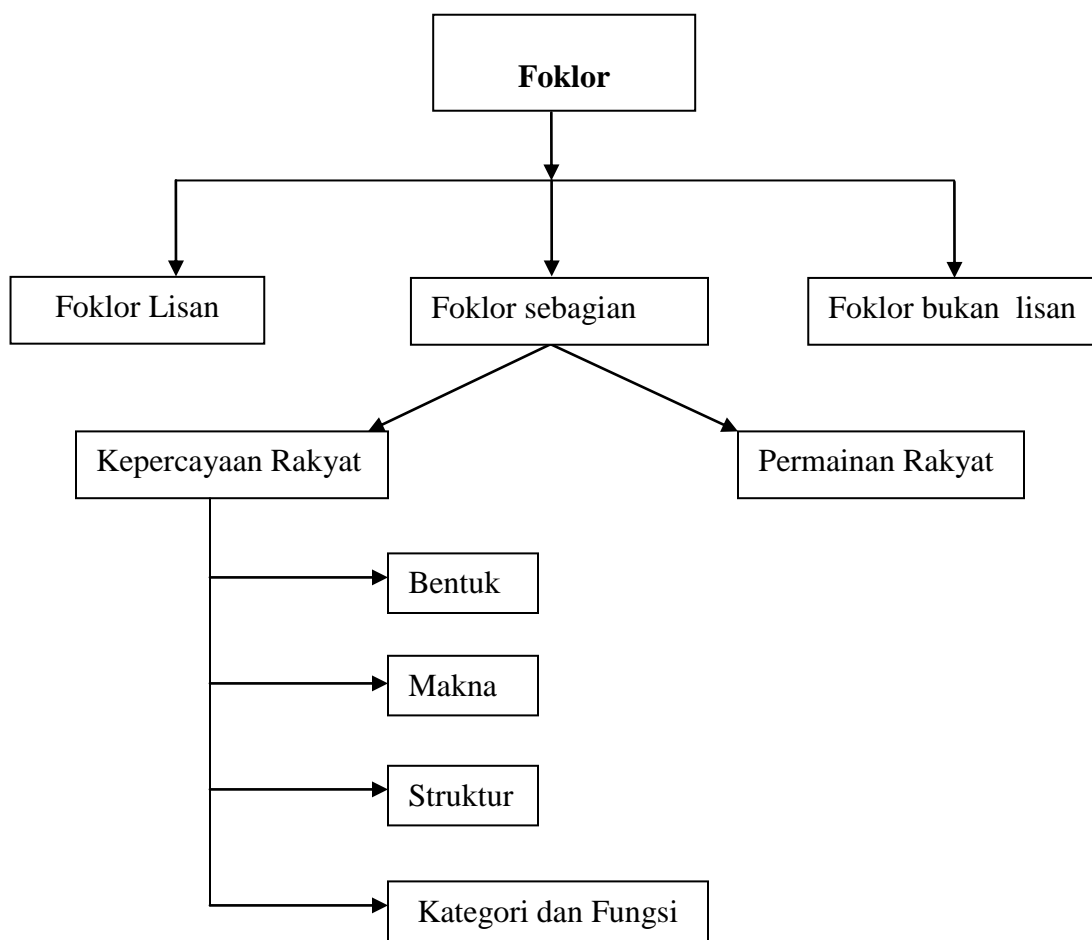 Foklor
Foklor Lisan
Foklor sebagian
Foklor bukan lisan
Kepercayaan Rakyat
Permainan Rakyat
Bentuk
Makna
Struktur
Kategori dan Fungsi